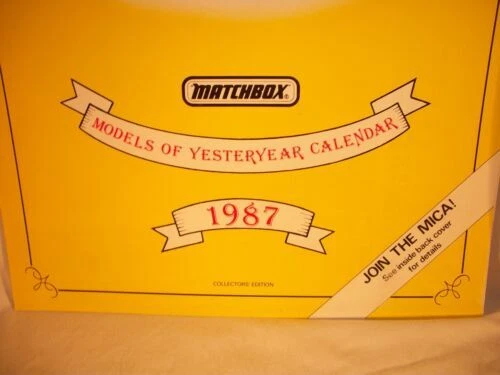 MATCHBOX®
MODELS OF YESTERYEAR CALENDAR
1987
JOIN THE MICA!
See inside back cover
for details
COLLECTORS' EDITION